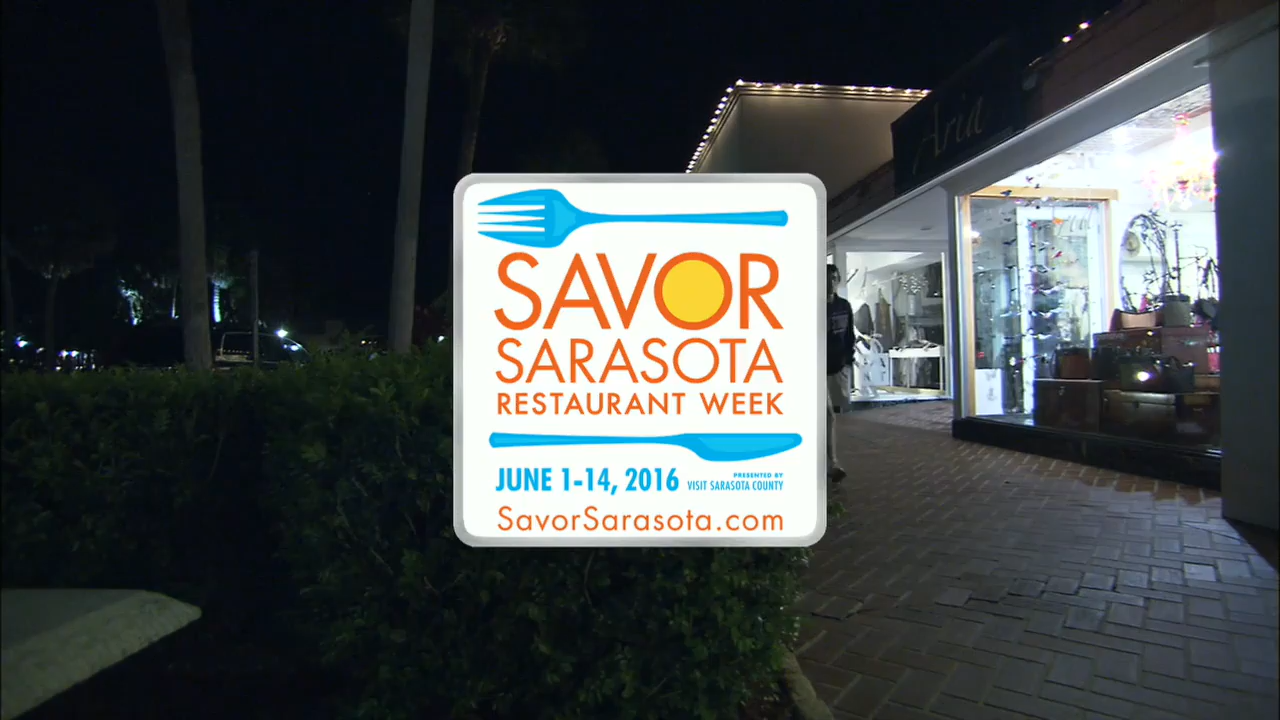 Aria
SAVOR
SARASOTA
RESTAURANT WEEK
JUNE 1-14, 2016
PRESENTED BY
VISIT SARASOTA COUNTY
SavorSarasota.com